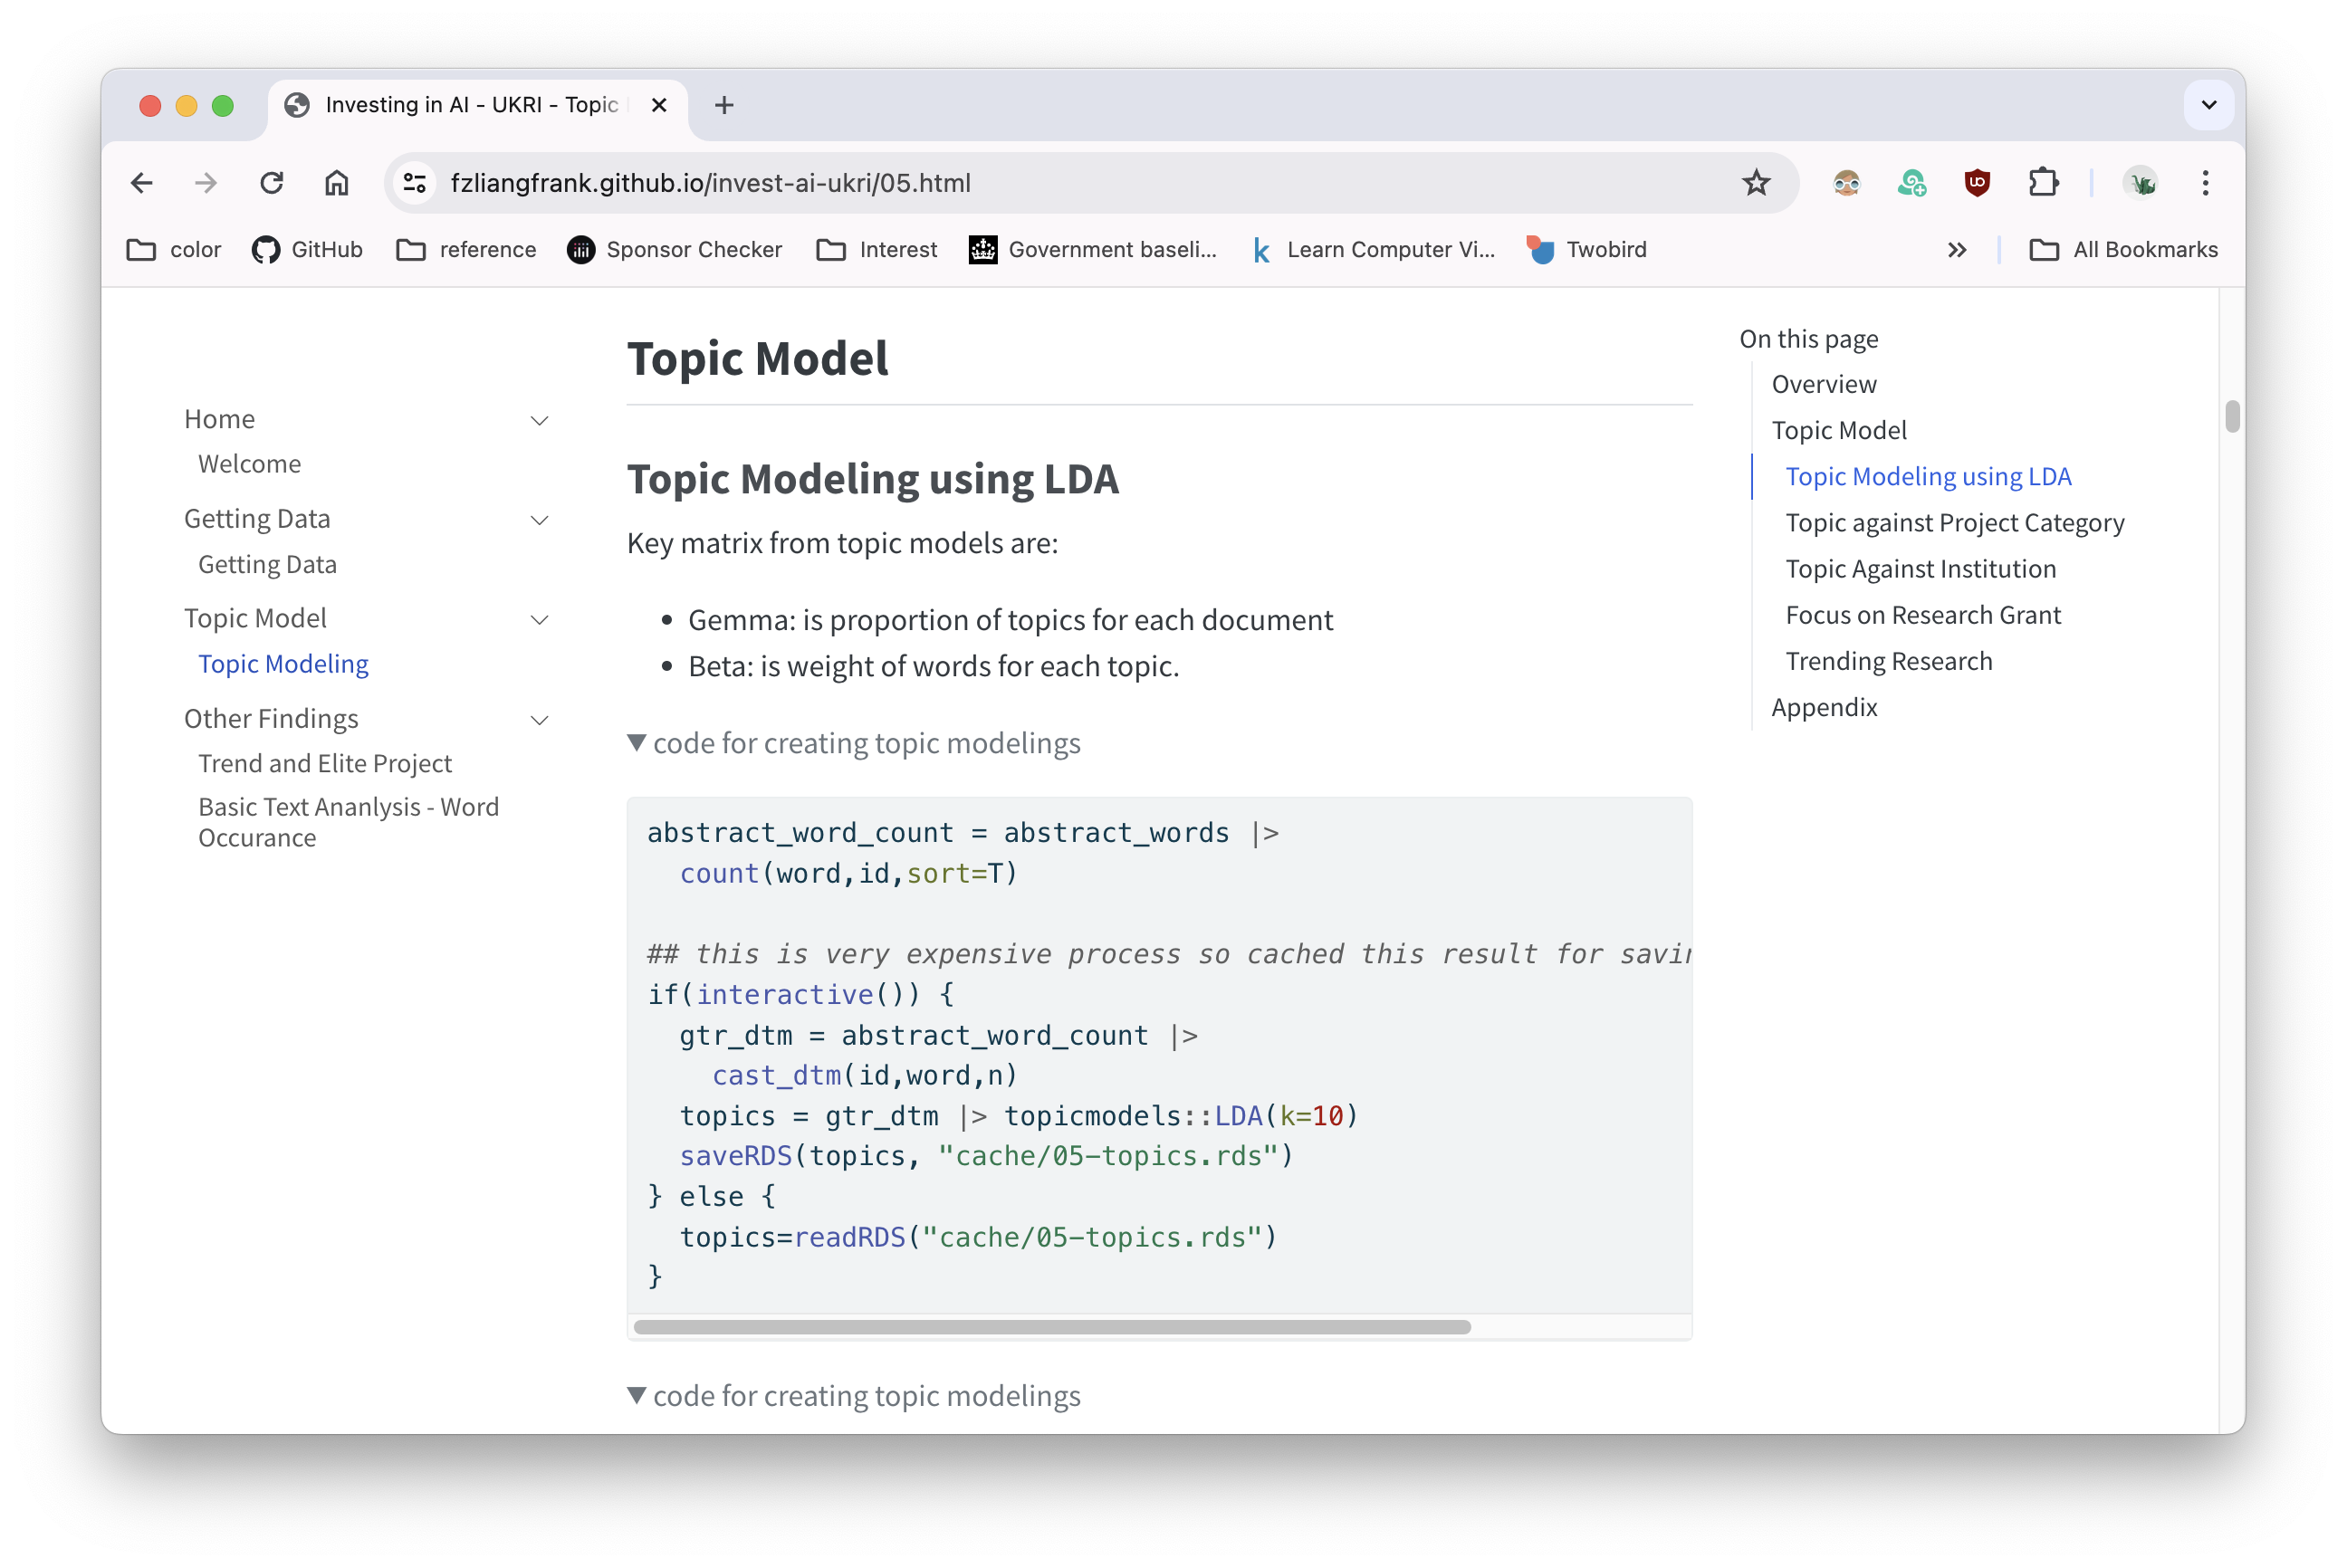 Investing in AI - UKRI - Topic
fzliangfrank.github.io/invest-ai-ukri/05.html
color GitHub reference Sponsor Checker Interest Government baseli... Learn Computer Vi... Twobird All Bookmarks
Home
Welcome
Getting Data
Getting Data
Topic Model
Topic Modeling
Other Findings
Trend and Elite Project
Basic Text Ananlysis - Word
Occurance
Topic Model
Topic Modeling using LDA
Key matrix from topic models are:
• Gemma: is proportion of topics for each document
• Beta: is weight of words for each topic.
▼ code for creating topic modelings
abstract_word_count = abstract_words |>
  count(word,id,sort=T)
## this is very expensive process so cached this result for savin
if(interactive()) {
  gtr_dtm = abstract_word_count |>
    cast_dtm(id,word,n)
  topics = gtr_dtm |> topicmodels::LDA(k=10)
  saveRDS(topics, "cache/05-topics.rds")
} else {
  topics=readRDS("cache/05-topics.rds")
}
▼ code for creating topic modelings
On this page
Overview
Topic Model
Topic Modeling using LDA
Topic against Project Category
Topic Against Institution
Focus on Research Grant
Trending Research
Appendix